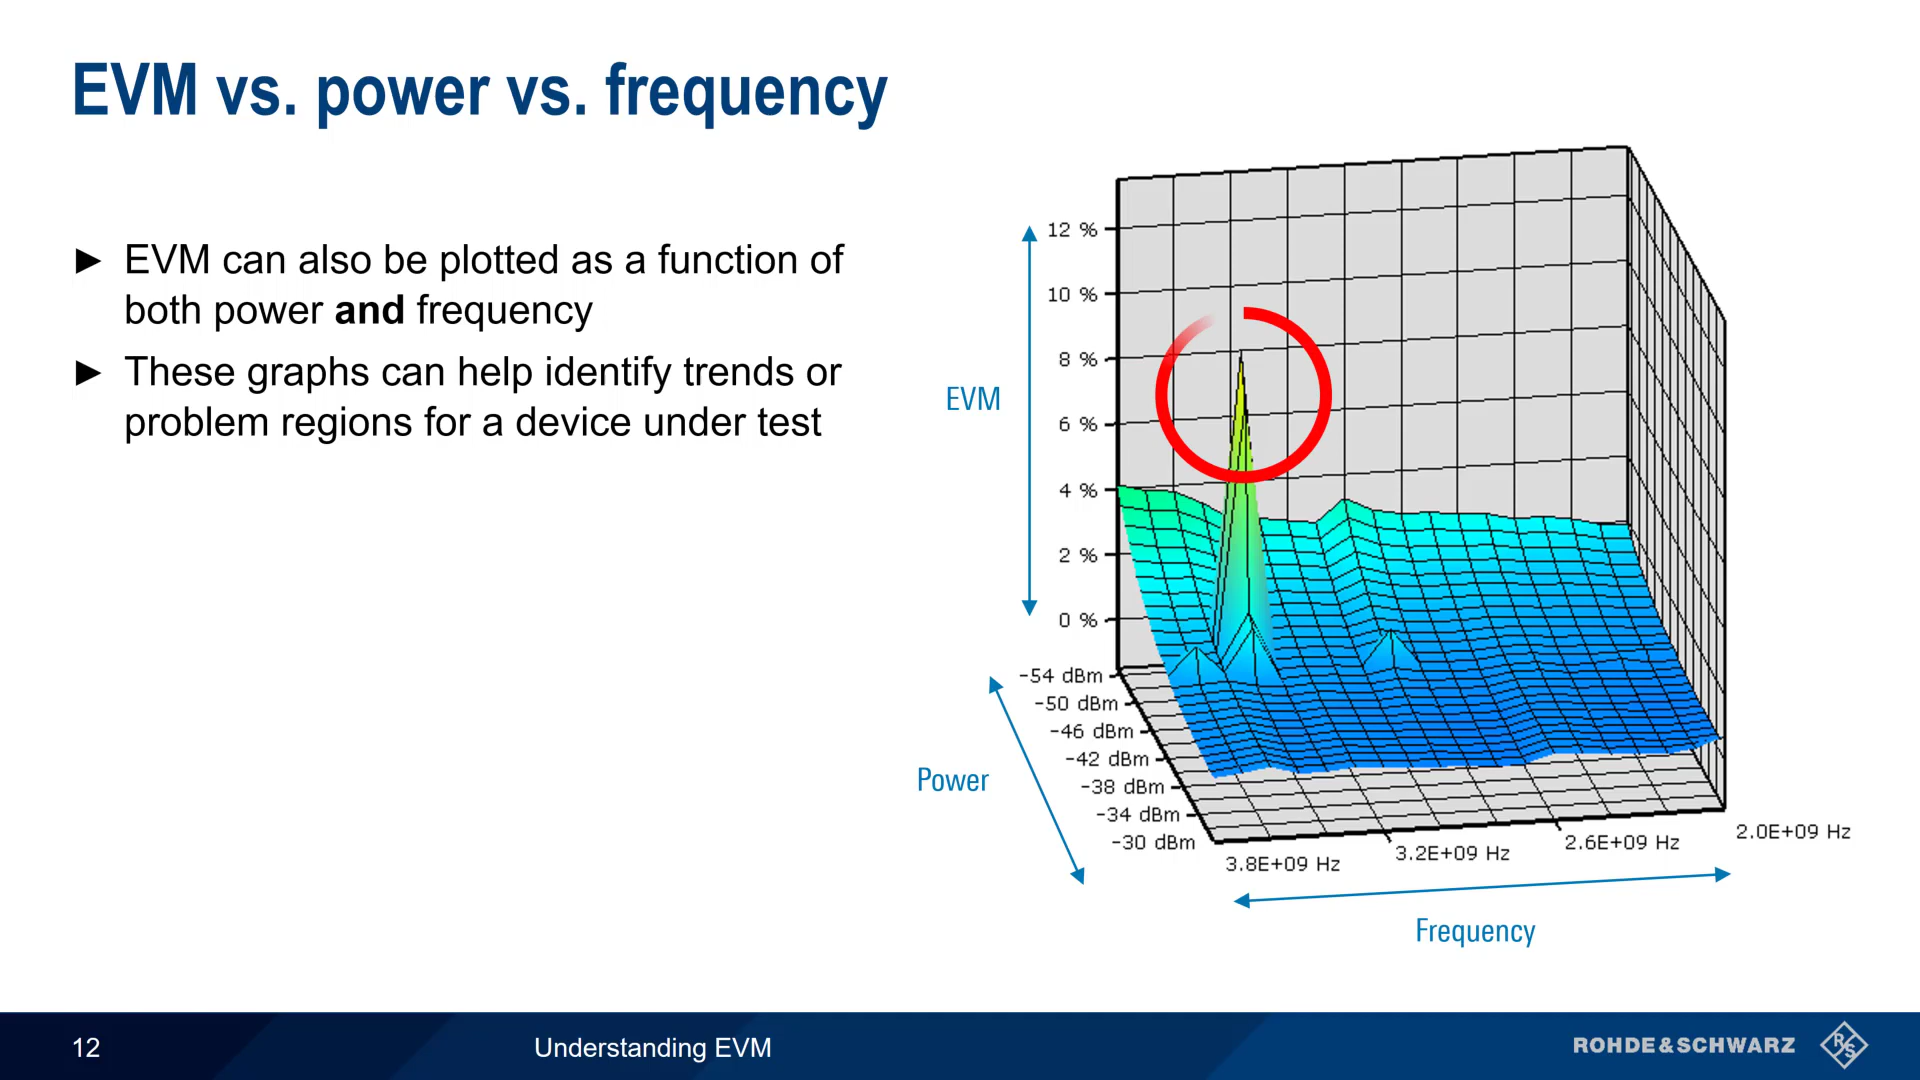 EVM vs. power vs. frequency
► EVM can also be plotted as a function of
both power and frequency
► These graphs can help identify trends or
problem regions for a device under test
12 %
10 %
8 %
6 %
4 %
2 %
0 %
EVM
-54 dBm
-50 dBm
-46 dBm
-42 dBm
-38 dBm
-34 dBm
-30 dBm
Power
3.8E+09 Hz
3.2E+09 Hz
2.6E+09 Hz
2.0E+09 Hz
Frequency
12
Understanding EVM
ROHDE&SCHWARZ
R S